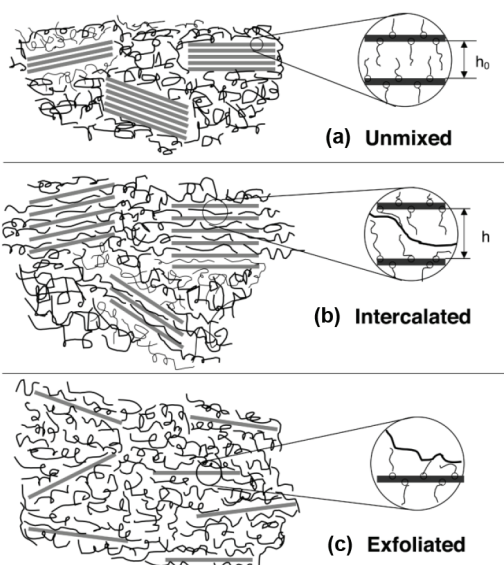 h₀
(a) Unmixed
h
(b) Intercalated
(c) Exfoliated